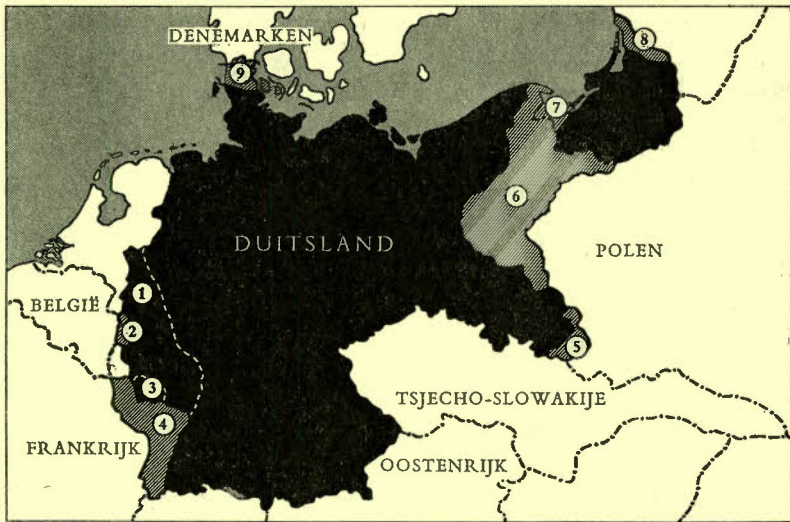 DENEMARKEN
9
8
7
6
DUITSLAND
POLEN
1
BELGIË
2
5
3
TSJECHO-SLOWAKIJE
4
FRANKRIJK
OOSTENRIJK